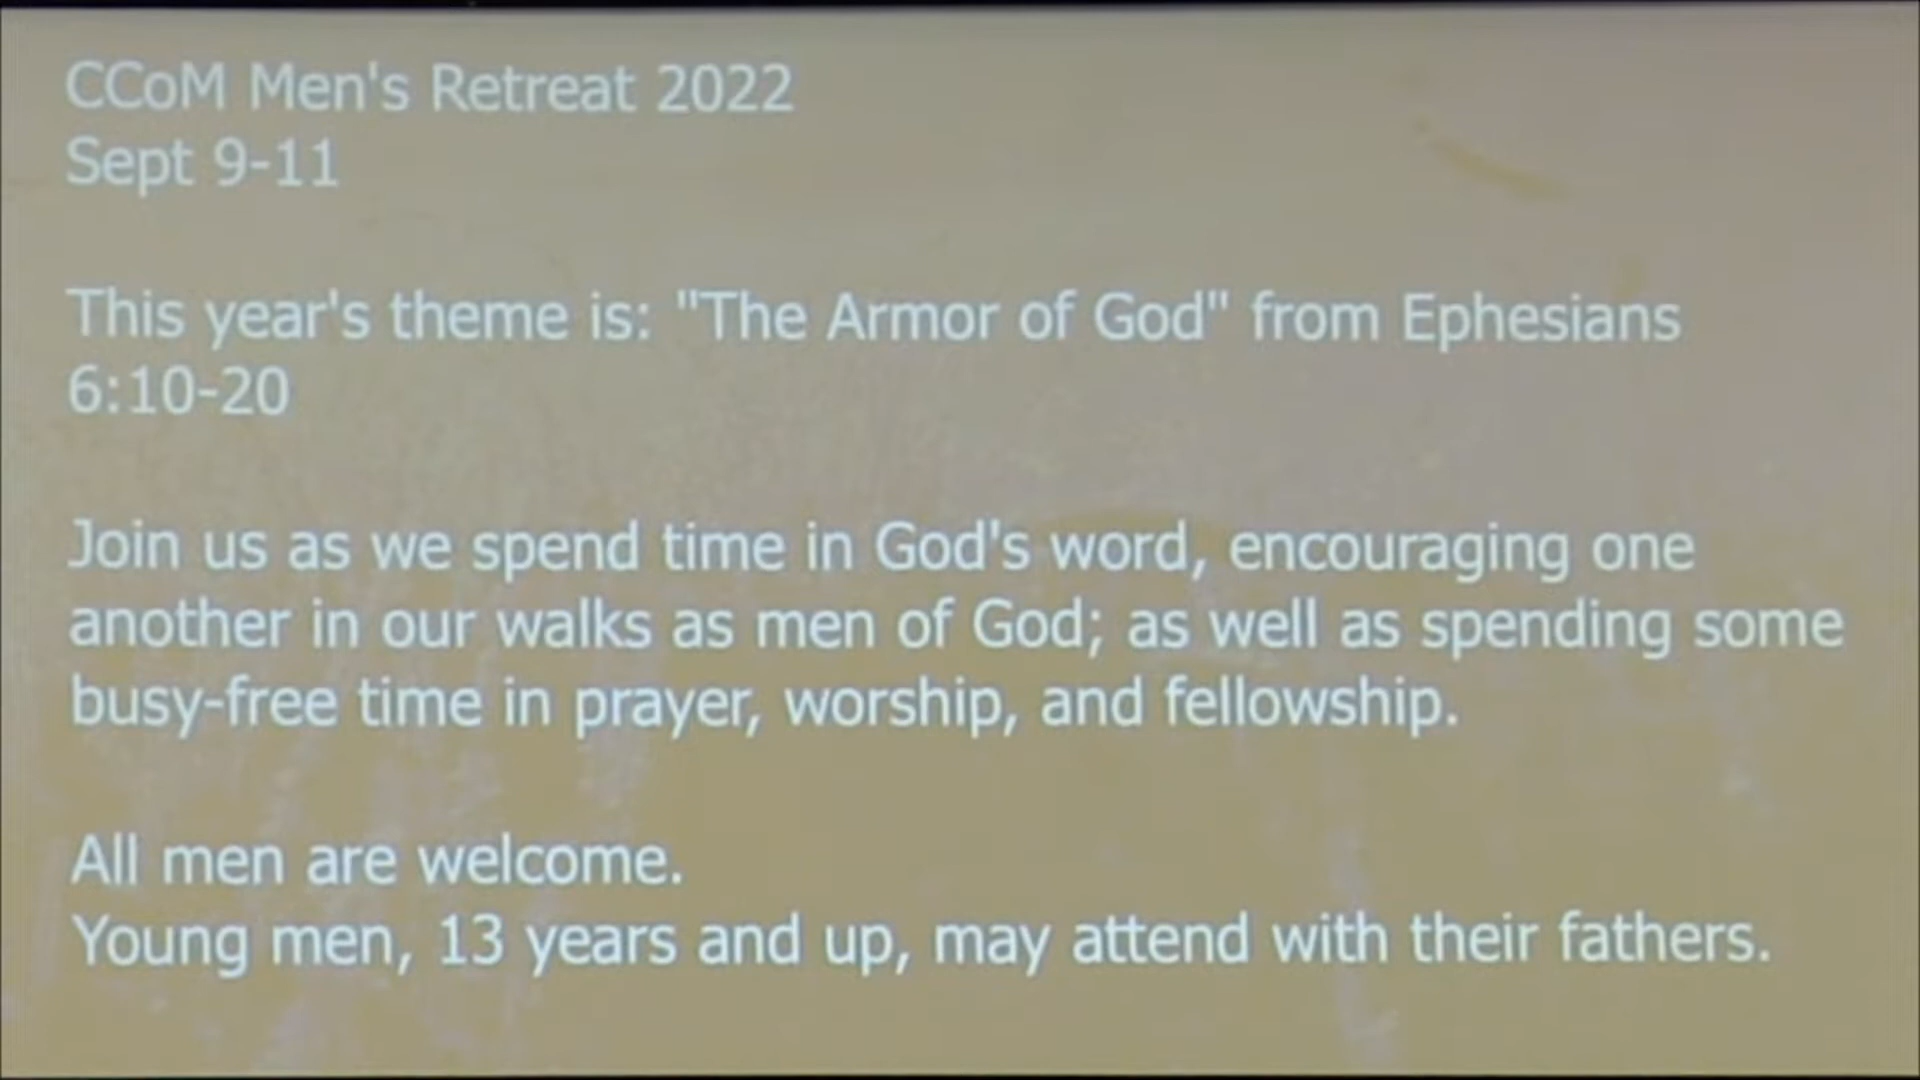 CCoM Men's Retreat 2022
Sept 9-11
This year's theme is: "The Armor of God" from Ephesians
6:10-20
Join us as we spend time in God's word, encouraging one
another in our walks as men of God; as well as spending some
busy-free time in prayer, worship, and fellowship.
All men are welcome.
Young men, 13 years and up, may attend with their fathers.